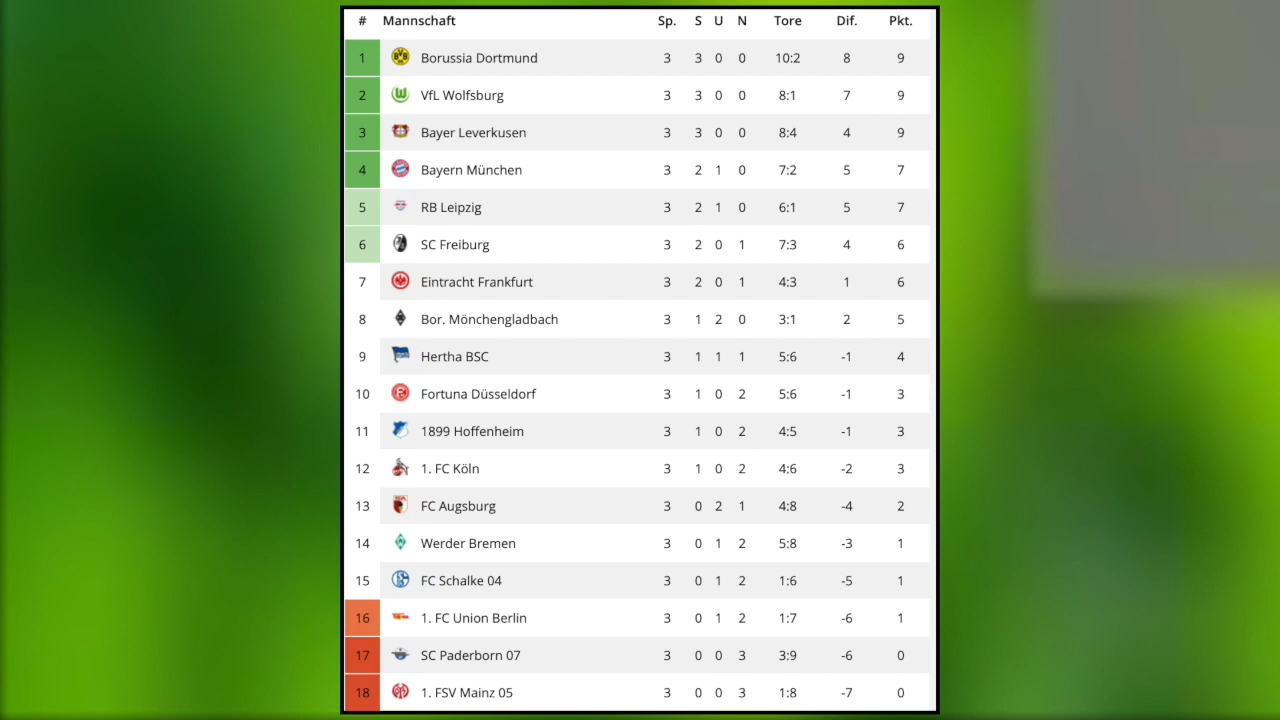 # Mannschaft Sp. S U N Tore Dif. Pkt.
1 Borussia Dortmund 3 3 0 0 10:2 8 9
2 VfL Wolfsburg 3 3 0 0 8:1 7 9
3 Bayer Leverkusen 3 3 0 0 8:4 4 9
4 Bayern München 3 2 1 0 7:2 5 7
5 RB Leipzig 3 2 1 0 6:1 5 7
6 SC Freiburg 3 2 0 1 7:3 4 6
7 Eintracht Frankfurt 3 2 0 1 4:3 1 6
8 Bor. Mönchengladbach 3 1 2 0 3:1 2 5
9 Hertha BSC 3 1 1 1 5:6 -1 4
10 Fortuna Düsseldorf 3 1 0 2 5:6 -1 3
11 1899 Hoffenheim 3 1 0 2 4:5 -1 3
12 1. FC Köln 3 1 0 2 4:6 -2 3
13 FC Augsburg 3 0 2 1 4:8 -4 2
14 Werder Bremen 3 0 1 2 5:8 -3 1
15 FC Schalke 04 3 0 1 2 1:6 -5 1
16 1. FC Union Berlin 3 0 1 2 1:7 -6 1
17 SC Paderborn 07 3 0 0 3 3:9 -6 0
18 1. FSV Mainz 05 3 0 0 3 1:8 -7 0